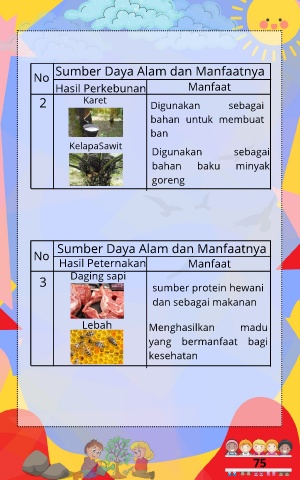 No Sumber Daya Alam dan Manfaatnya
Hasil Perkebunan Manfaat
2 Karet
Digunakan sebagai
bahan untuk membuat
ban
KelapaSawit
Digunakan sebagai
bahan baku minyak
goreng
No Sumber Daya Alam dan Manfaatnya
Hasil Peternakan Manfaat
3 Daging sapi
sumber protein hewani
dan sebagai makanan
Lebah
Menghasilkan madu
yang bermanfaat bagi
kesehatan
75